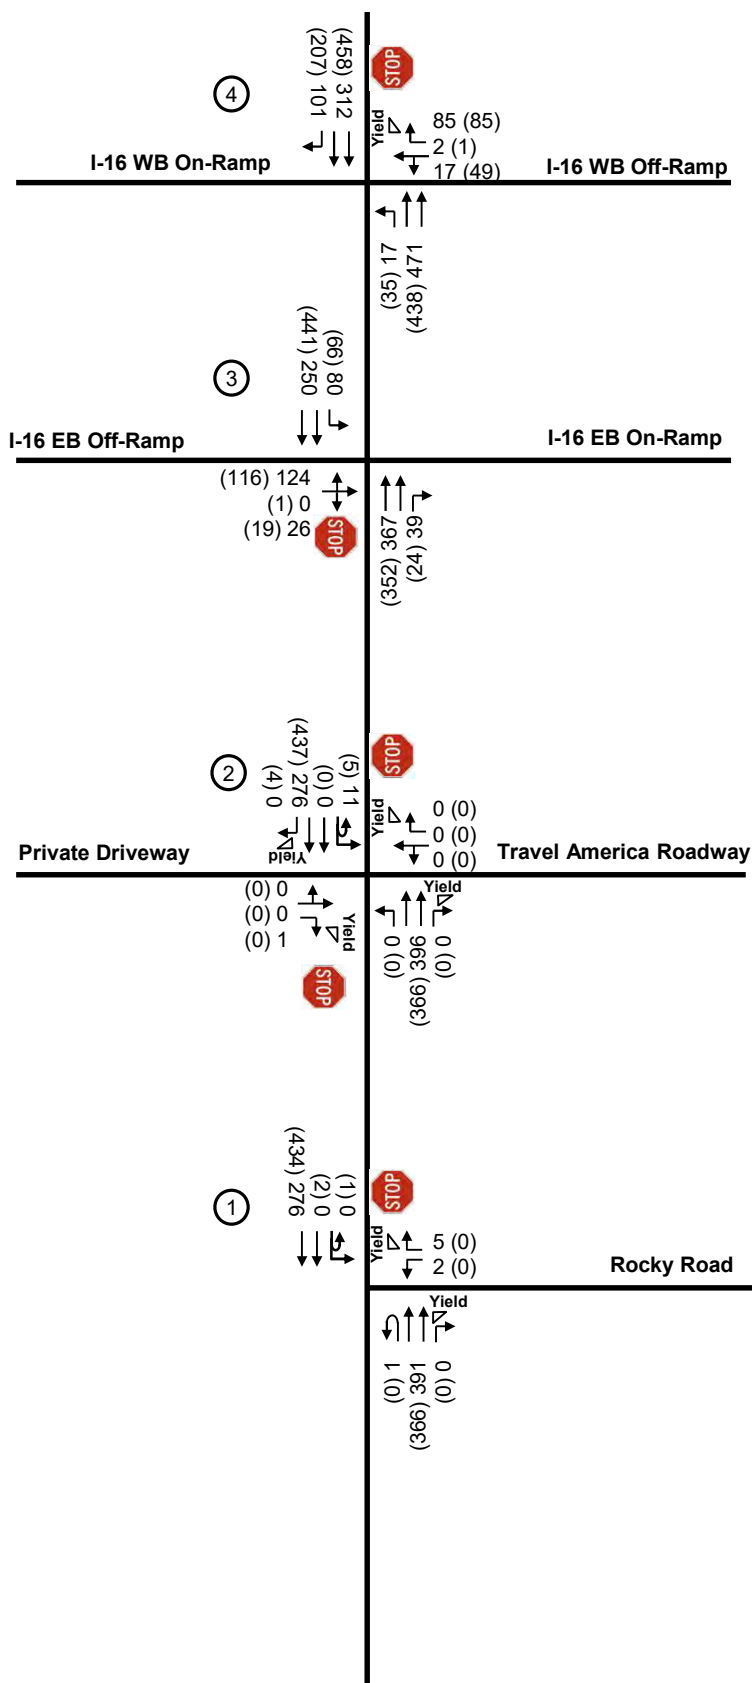 4
(207) 101
(458) 312
STOP
Yield
85 (85)
2 (1)
17 (49)
I-16 WB On-Ramp
I-16 WB Off-Ramp
(35) 17
(438) 471
3
(441) 250
(66) 80
I-16 EB Off-Ramp
I-16 EB On-Ramp
(116) 124
(1) 0
(19) 26
STOP
(352) 367
(24) 39
2
(4) 0
(437) 276
(0) 0
(5) 11
STOP
Yield
Yield
0 (0)
0 (0)
0 (0)
Private Driveway
Travel America Roadway
(0) 0
(0) 0
(0) 1
Yield
STOP
Yield
(0) 0
(366) 396
(0) 0
1
(434) 276
(2) 0
(1) 0
STOP
Yield
5 (0)
2 (0)
Rocky Road
Yield
(0) 1
(366) 391
(0) 0